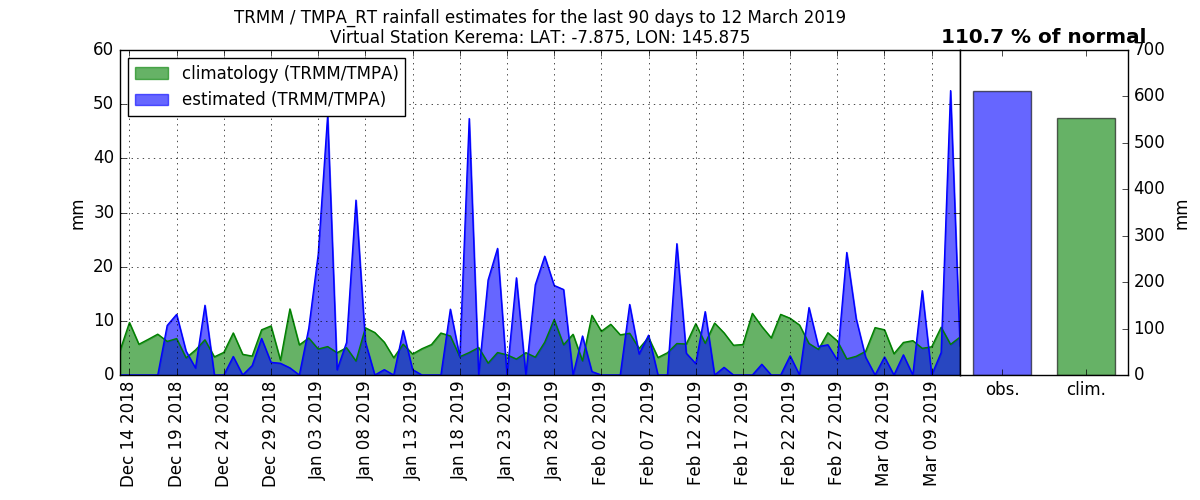 TRMM / TMPA_RT rainfall estimates for the last 90 days to 12 March 2019
Virtual Station Kerema: LAT: -7.875, LON: 145.875
110.7 % of normal
climatology (TRMM/TMPA)
estimated (TRMM/TMPA)
60
50
40
30
20
10
0
mm
Dec 14 2018
Dec 19 2018
Dec 24 2018
Dec 29 2018
Jan 03 2019
Jan 08 2019
Jan 13 2019
Jan 18 2019
Jan 23 2019
Jan 28 2019
Feb 02 2019
Feb 07 2019
Feb 12 2019
Feb 17 2019
Feb 22 2019
Feb 27 2019
Mar 04 2019
Mar 09 2019
obs.
clim.
700
600
500
400
300
200
100
0
mm